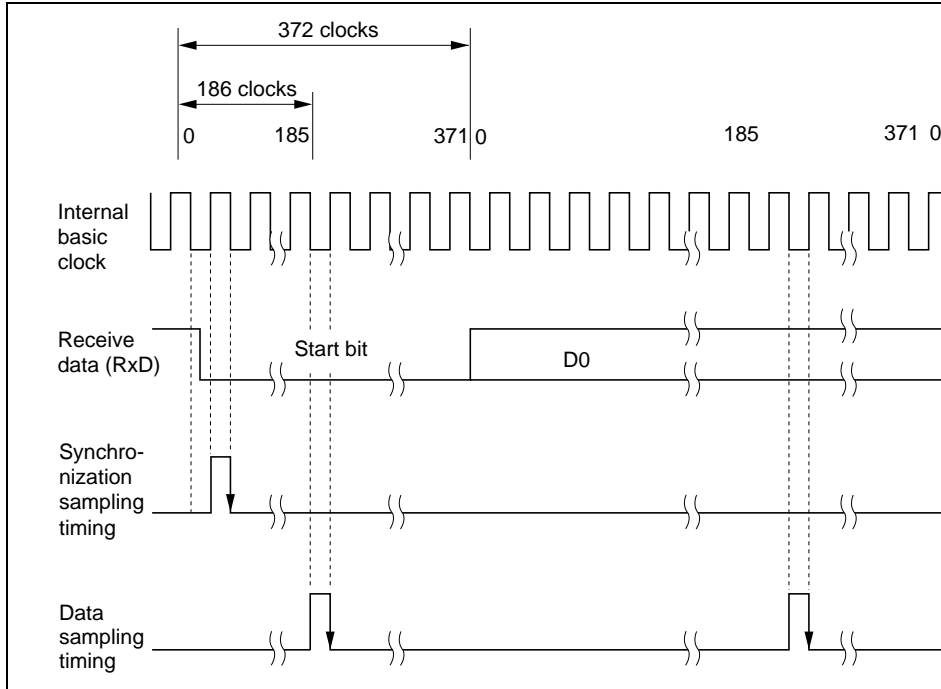 372 clocks
186 clocks
0 185 371 0 185 371 0
Internal
basic
clock
Receive
data (RxD)
Start bit
D0
Synchro-
nization
sampling
timing
Data
sampling
timing